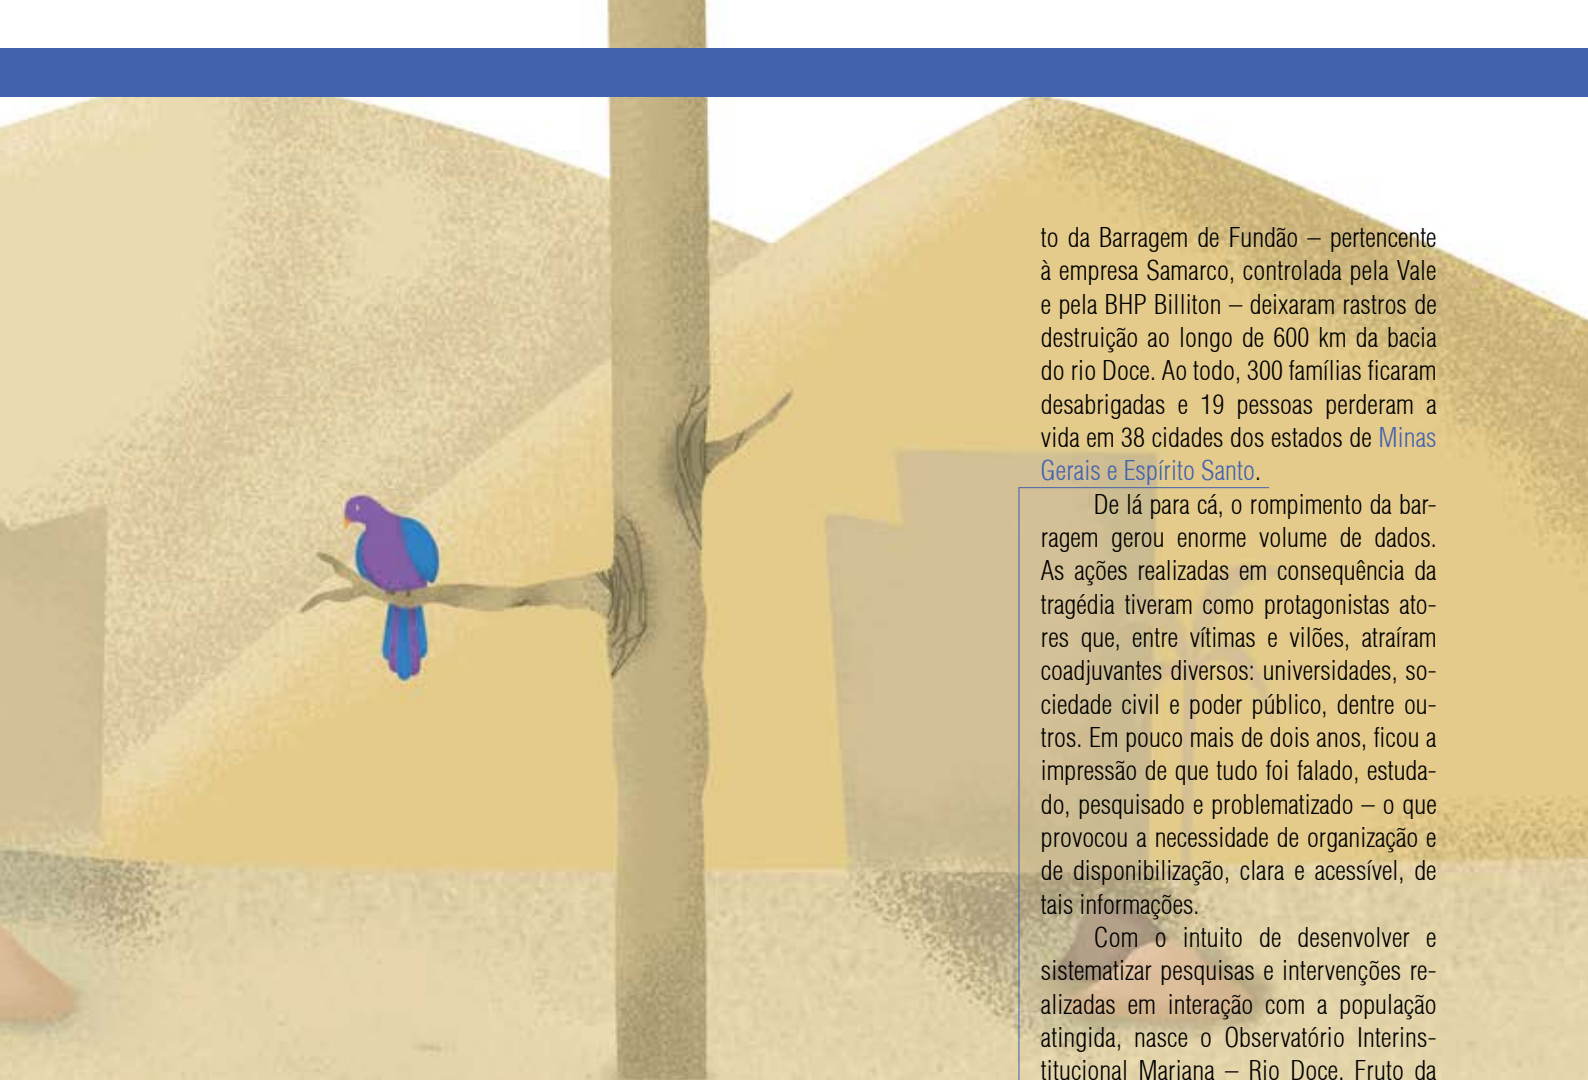 to da Barragem de Fundão – pertencente
à empresa Samarco, controlada pela Vale
e pela BHP Billiton – deixaram rastros de
destruição ao longo de 600 km da bacia
do rio Doce. Ao todo, 300 famílias ficaram
desabrigadas e 19 pessoas perderam a
vida em 38 cidades dos estados de Minas
Gerais e Espírito Santo.
De lá para cá, o rompimento da bar-
ragem gerou enorme volume de dados.
As ações realizadas em consequência da
tragédia tiveram como protagonistas ato-
res que, entre vítimas e vilões, atraíram
coadjuvantes diversos: universidades, so-
ciedade civil e poder público, dentre ou-
tros. Em pouco mais de dois anos, ficou a
impressão de que tudo foi falado, estuda-
do, pesquisado e problematizado – o que
provocou a necessidade de organização e
de disponibilização, clara e acessível, de
tais informações.
Com o intuito de desenvolver e
sistematizar pesquisas e intervenções re-
alizadas em interação com a população
atingida, nasce o Observatório Interins-
titucional Mariana – Rio Doce. Fruto da